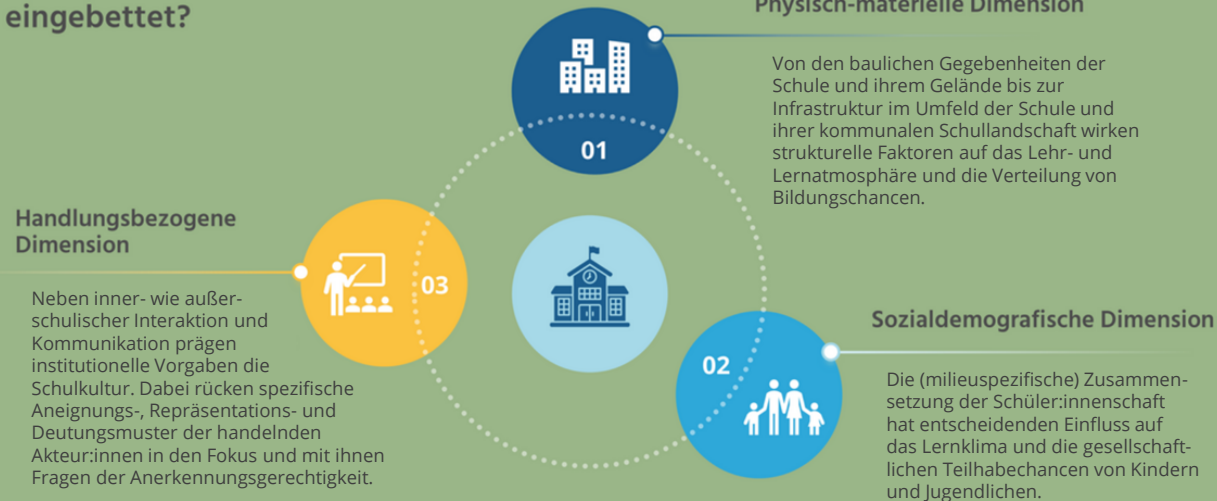 eingebettet?
Physisch-materielle Dimension
Von den baulichen Gegebenheiten der
Schule und ihrem Gelände bis zur
Infrastruktur im Umfeld der Schule und
ihrer kommunalen Schullandschaft wirken
strukturelle Faktoren auf das Lehr- und
Lernatmosphäre und die Verteilung von
Bildungschancen.
01
Handlungsbezogene
Dimension
03
Neben inner- wie außer-
schulischer Interaktion und
Kommunikation prägen
institutionelle Vorgaben die
Schulkultur. Dabei rücken spezifische
Aneignungs-, Repräsentations- und
Deutungsmuster der handelnden
Akteur:innen in den Fokus und mit ihnen
Fragen der Anerkennungsgerechtigkeit.
Sozialdemografische Dimension
02
Die (milieuspezifische) Zusammen-
setzung der Schüler:innenschaft
hat entscheidenden Einfluss auf
das Lernklima und die gesellschaft-
lichen Teilhabechancen von Kindern
und Jugendlichen.